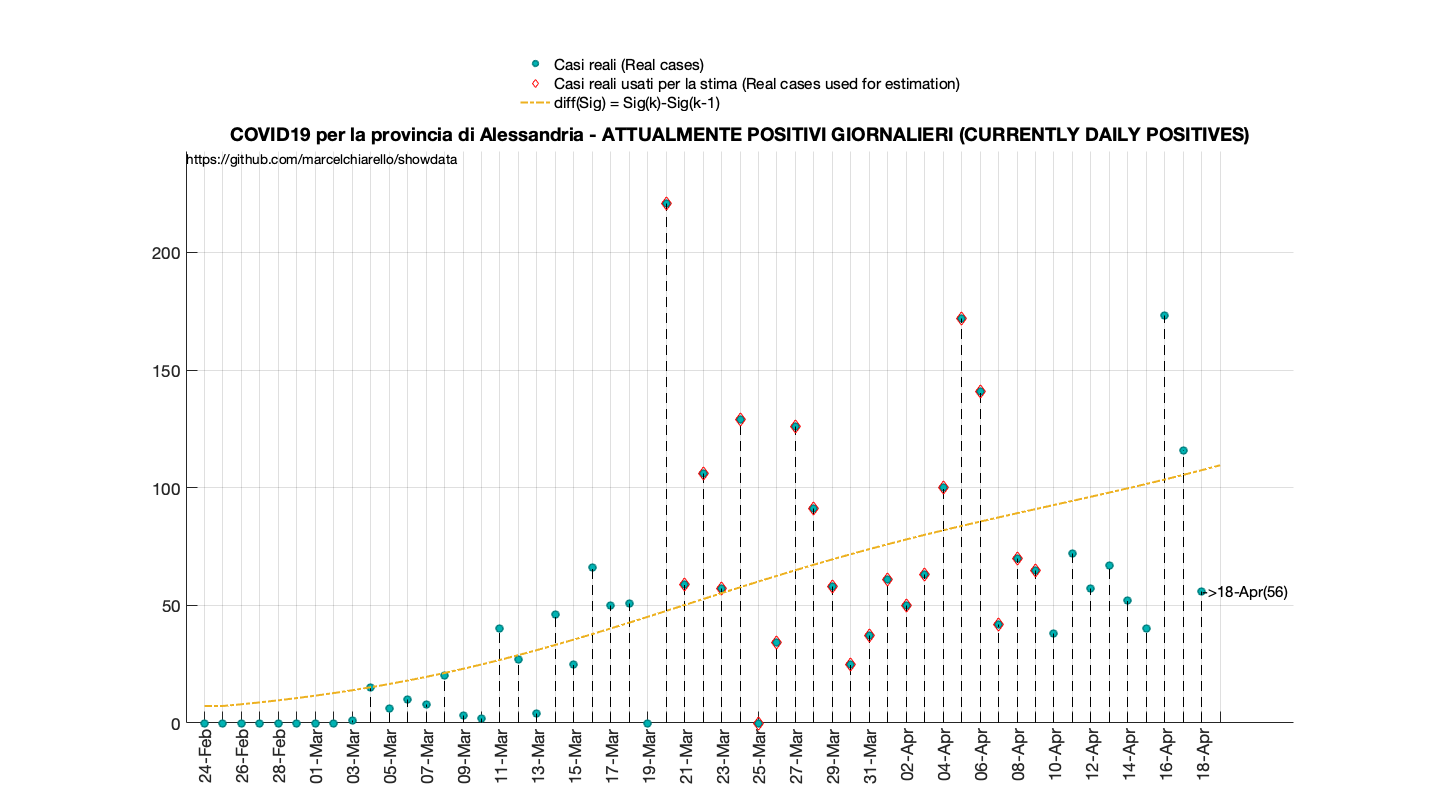 Casi reali (Real cases)
Casi reali usati per la stima (Real cases used for estimation)
diff(Sig) = Sig(k)-Sig(k-1)
COVID19 per la provincia di Alessandria - ATTUALMENTE POSITIVI GIORNALIERI (CURRENTLY DAILY POSITIVES)
https://github.com/marcelchiarello/showdata
200
150
100
50
0
->18-Apr(56)
24-Feb
26-Feb
28-Feb
01-Mar
03-Mar
05-Mar
07-Mar
09-Mar
11-Mar
13-Mar
15-Mar
17-Mar
19-Mar
21-Mar
23-Mar
25-Mar
27-Mar
29-Mar
31-Mar
02-Apr
04-Apr
06-Apr
08-Apr
10-Apr
12-Apr
14-Apr
16-Apr
18-Apr